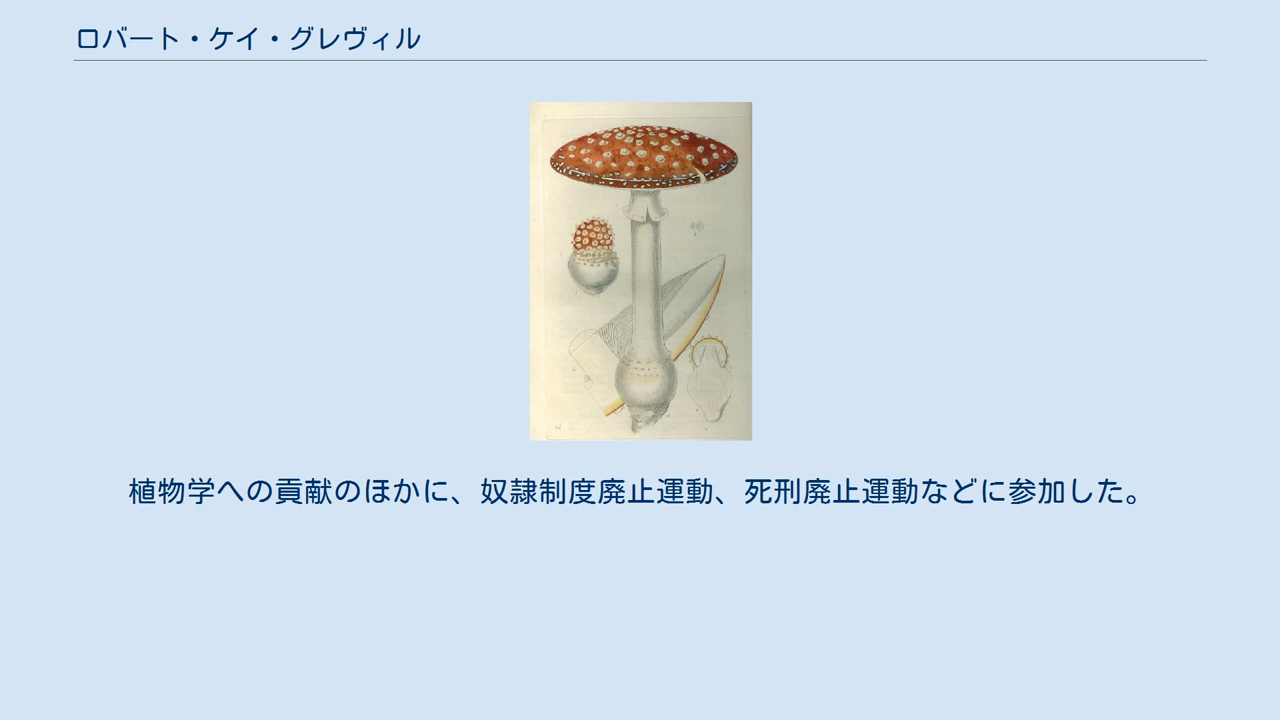 ロバート・ケイ・グレヴィル
植物学への貢献のほかに、奴隷制度廃止運動、死刑廃止運動などに参加した。